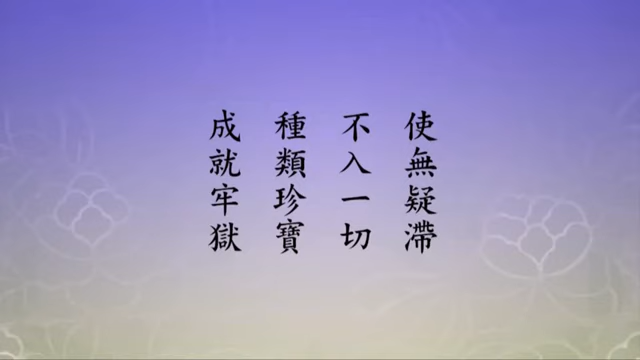 使無疑滯
不入一切
種類珍寶
成就牢獄